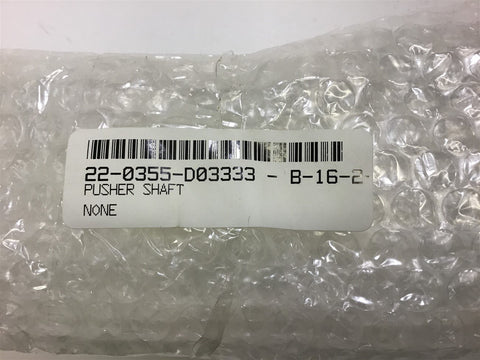 22-0355-D03333 - B-16-2-
PUSHER SHAFT
NONE